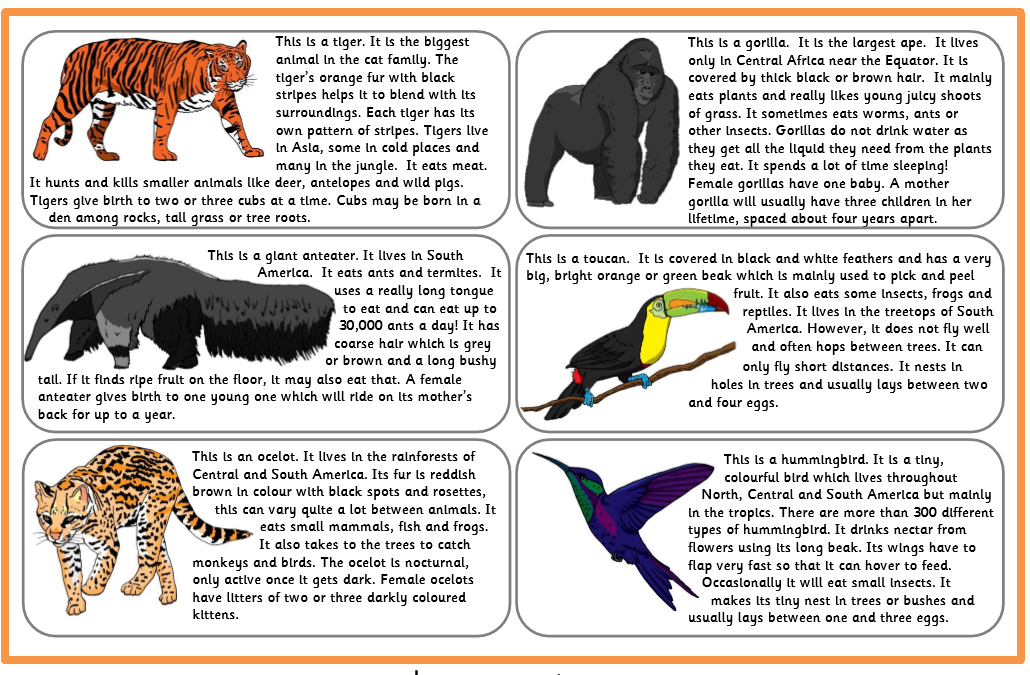 This is a tiger. It is the biggest
animal in the cat family. The
tiger's orange fur with black
stripes helps it to blend with its
surroundings. Each tiger has its
own pattern of stripes. Tigers live
in Asia, some in cold places and
many in the jungle. It eats meat.
It hunts and kills smaller animals like deer, antelopes and wild pigs.
Tigers give birth to two or three cubs at a time. Cubs may be born in a
den among rocks, tall grass or tree roots.
This is a gorilla. It is the largest ape. It lives
only in Central Africa near the Equator. It is
covered by thick black or brown hair. It mainly
eats plants and really likes young juicy shoots
of grass. It sometimes eats worms, ants or
other insects. Gorillas do not drink water as
they get all the liquid they need from the plants
they eat. It spends a lot of time sleeping!
Female gorillas have one baby. A mother
gorilla will usually have three children in her
lifetime, spaced about four years apart.
This is a giant anteater. It lives in South
America. It eats ants and termites. It
uses a really long tongue
to eat and can eat up to
30,000 ants a day! It has
coarse hair which is grey
or brown and a long bushy
tail. If it finds ripe fruit on the floor, it may also eat that. A female
anteater gives birth to one young one which will ride on its mother's
back for up to a year.
This is a toucan. It is covered in black and white feathers and has a very
big, bright orange or green beak which is mainly used to pick and peel
fruit. It also eats some insects, frogs and
reptiles. It lives in the treetops of South
America. However, it does not fly well
and often hops between trees. It can
only fly short distances. It nests in
holes in trees and usually lays between two
and four eggs.
This is an ocelot. It lives in the rainforests of
Central and South America. Its fur is reddish
brown in colour with black spots and rosettes,
this can vary quite a lot between animals. It
eats small mammals, fish and frogs.
It also takes to the trees to catch
monkeys and birds. The ocelot is nocturnal,
only active once it gets dark. Female ocelots
have litters of two or three darkly coloured
kittens.
This is a hummingbird. It is a tiny,
colourful bird which lives throughout
North, Central and South America but mainly
in the tropics. There are more than 300 different
types of hummingbird. It drinks nectar from
flowers using its long beak. Its wings have to
flap very fast so that it can hover to feed.
Occasionally it will eat small insects. It
makes its tiny nest in trees or bushes and
usually lays between one and three eggs.